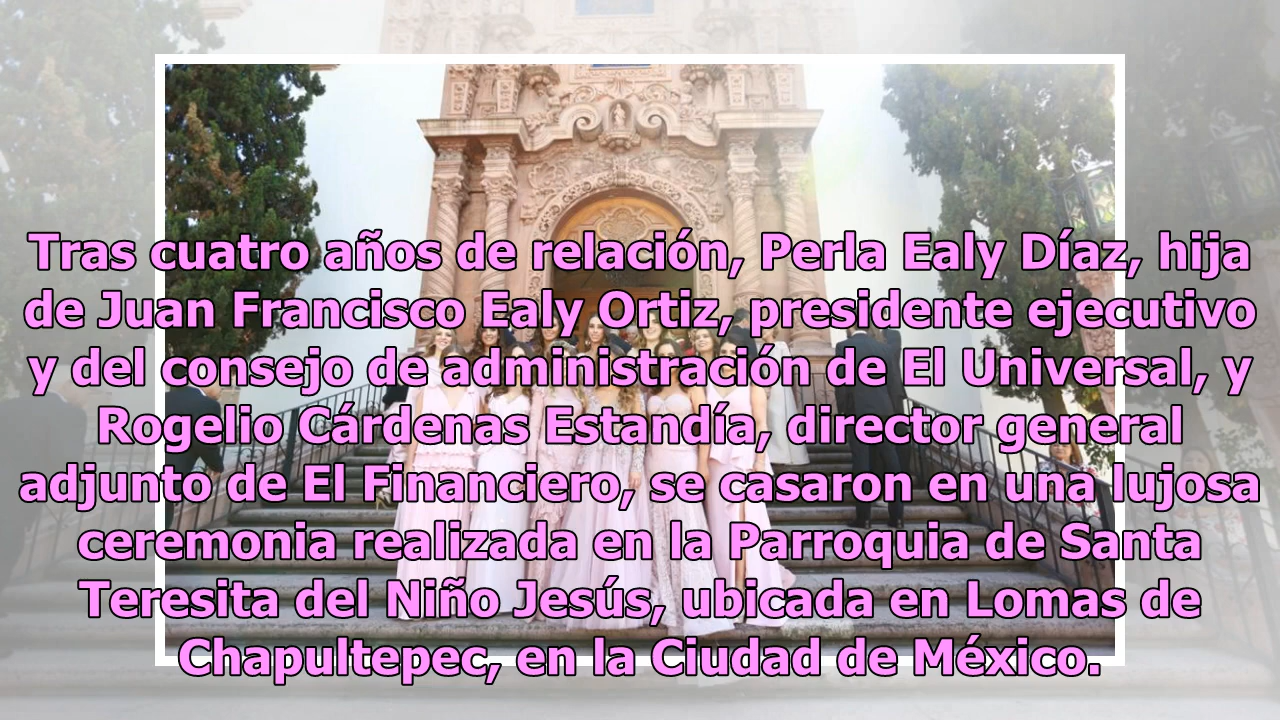 Tras cuatro años de relación, Perla Ealy Díaz, hija
de Juan Francisco Ealy Ortiz, presidente ejecutivo
y del consejo de administración de El Universal, y
Rogelio Cárdenas Estandía, director general
adjunto de El Financiero, se casaron en una lujosa
ceremonia realizada en la Parroquia de Santa
Teresita del Niño Jesús, ubicada en Lomas de
Chapultepec, en la Ciudad de México.